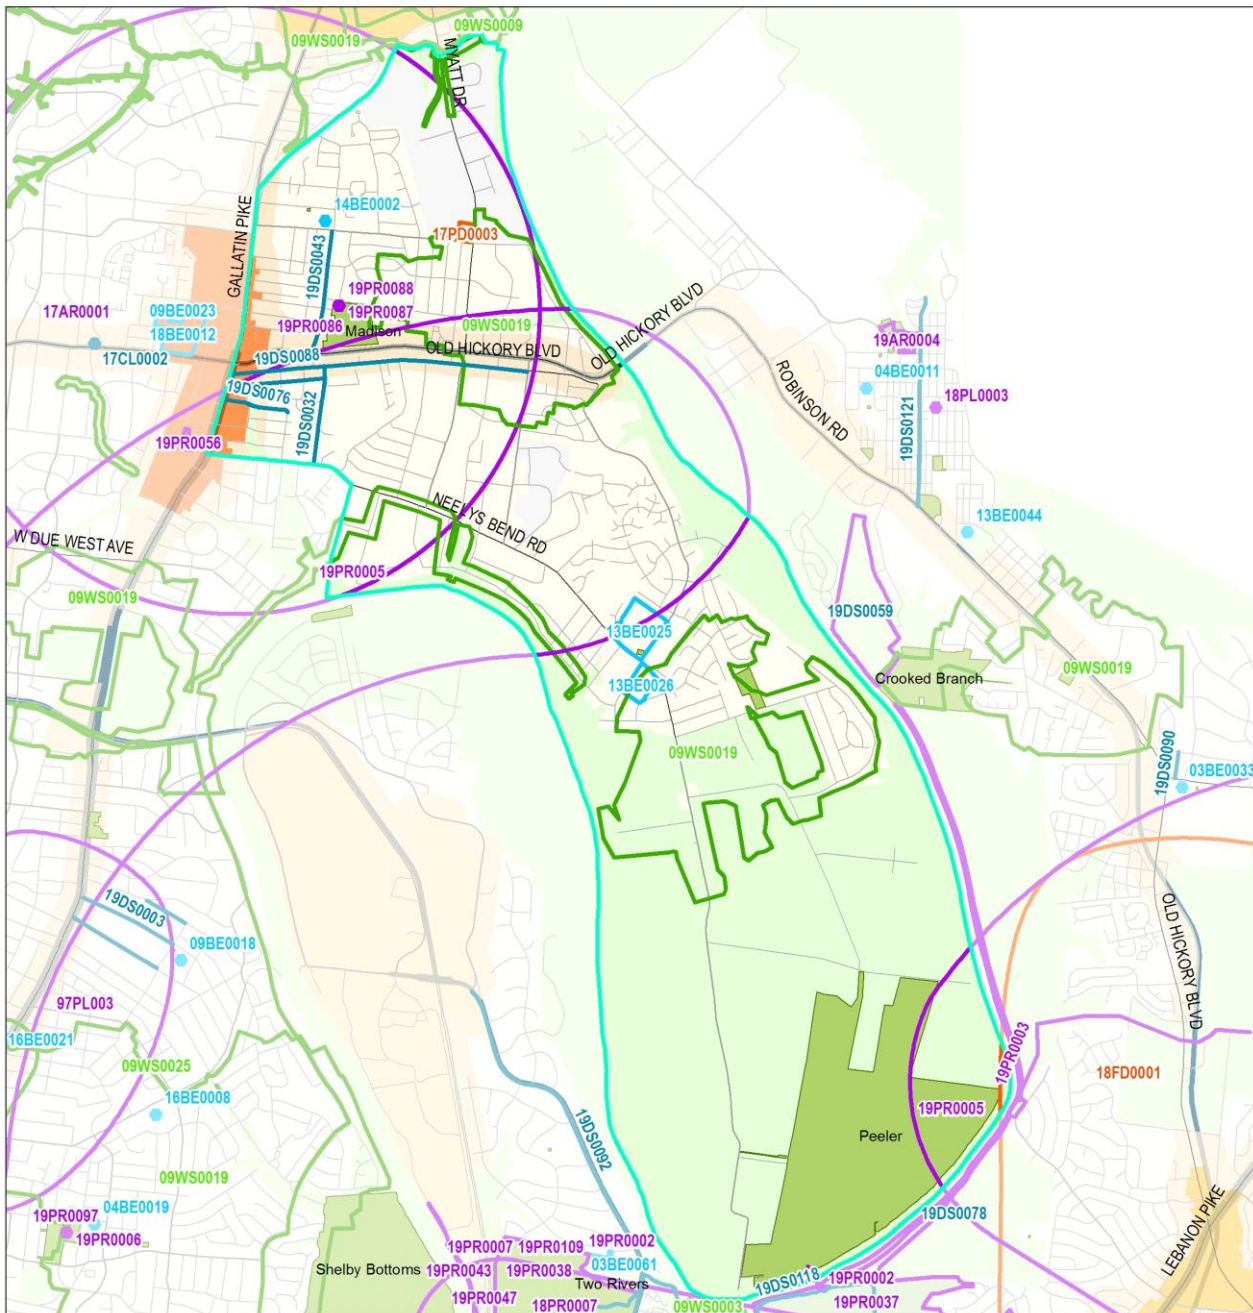 09WS0009
09WS0019
MYATT DR
GALLATIN PIKE
14BE0002
19DS0043
17PD0003
17AR0001
09BE0023
18BE0012
17CL0002
19PR0088
19PR0087
19PR0086
Madison
09WS0019
OLD HICKORY BLVD
OLD HICKORY BLVD
19DS0088
19DS0076
19DS0032
19PR0056
ROBINSON RD
19AR0004
04BE0011
18PL0003
19DS0121
13BE0044
NEELYS BEND RD
W DUE WEST AVE
09WS0019
19PR0005
13BE0025
13BE0026
19DS0059
Crooked Branch
09WS0019
09WS0019
19DS0090
03BE0033
19DS0003
09BE0018
97PL003
16BE0021
09WS0025
16BE0008
09WS0019
19DS0092
OLD HICKORY BLVD
19PR0003
18FD0001
19PR0005
Peeler
19DS0078
LEBANON PIKE
04BE0019
19PR0097
19PR0006
Shelby Bottoms
19PR0007
19PR0109
19PR0002
19PR0043
19PR0038
03BE0061
Two Rivers
19PR0047
18PR0007
09WS0003
19DS0118
19PR0002
19PR0037